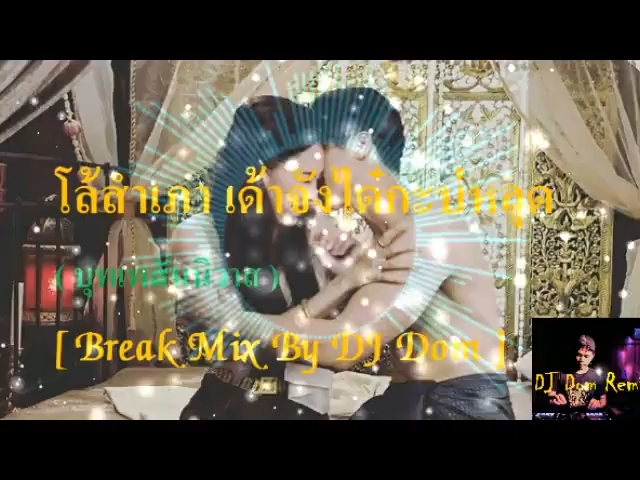 โล้สำเภา เด้าจังได๋กะบ่หลุด
( บุพเพสันนิวาส )
[ Break Mix By DJ Dom ]
DJ Dom Rem